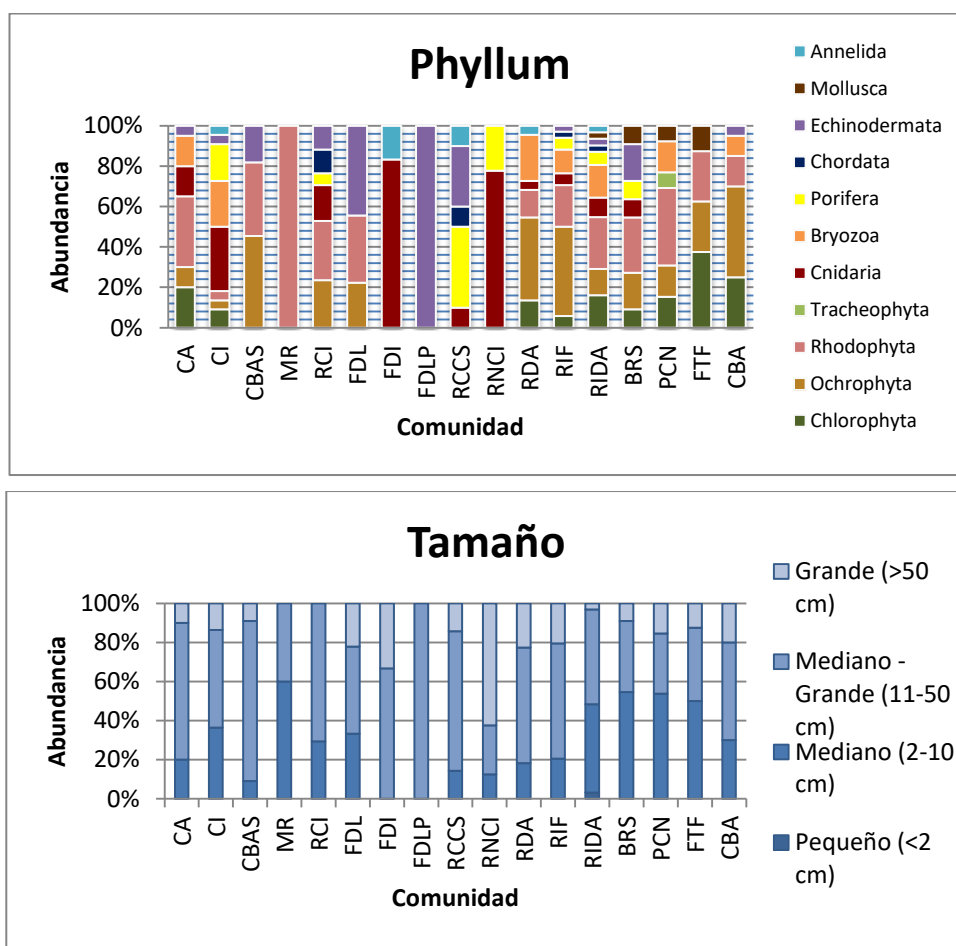 Phyllum
Abundancia
100%
80%
60%
40%
20%
0%
CA
CI
CBAS
MR
RCI
FDL
FDI
FDLP
RCCS
RNCI
RDA
RIF
RIDA
BRS
PCN
FTF
CBA
Comunidad
Annelida
Mollusca
Echinodermata
Chordata
Porifera
Bryozoa
Cnidaria
Tracheophyta
Rhodophyta
Ochrophyta
Chlorophyta
Tamaño
Abundancia
100%
80%
60%
40%
20%
0%
CA
CI
CBAS
MR
RCI
FDL
FDI
FDLP
RCCS
RNCI
RDA
RIF
RIDA
BRS
PCN
FTF
CBA
Comunidad
Grande (>50
cm)
Mediano -
Grande (11-50
cm)
Mediano (2-10
cm)
Pequeño (<2
cm)